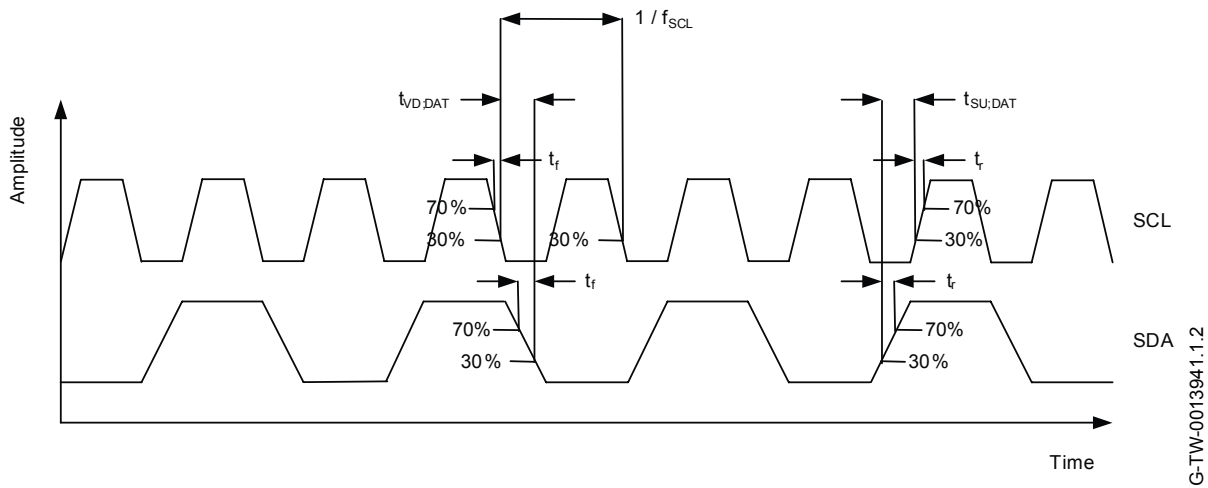 1 / fSCL
tVD;DAT
tSU;DAT
tf
tr
Amplitude
70%
30%
30%
70%
30%
SCL
tf
tr
70%
30%
70%
30%
SDA
Time
G-TW-0013941.1.2